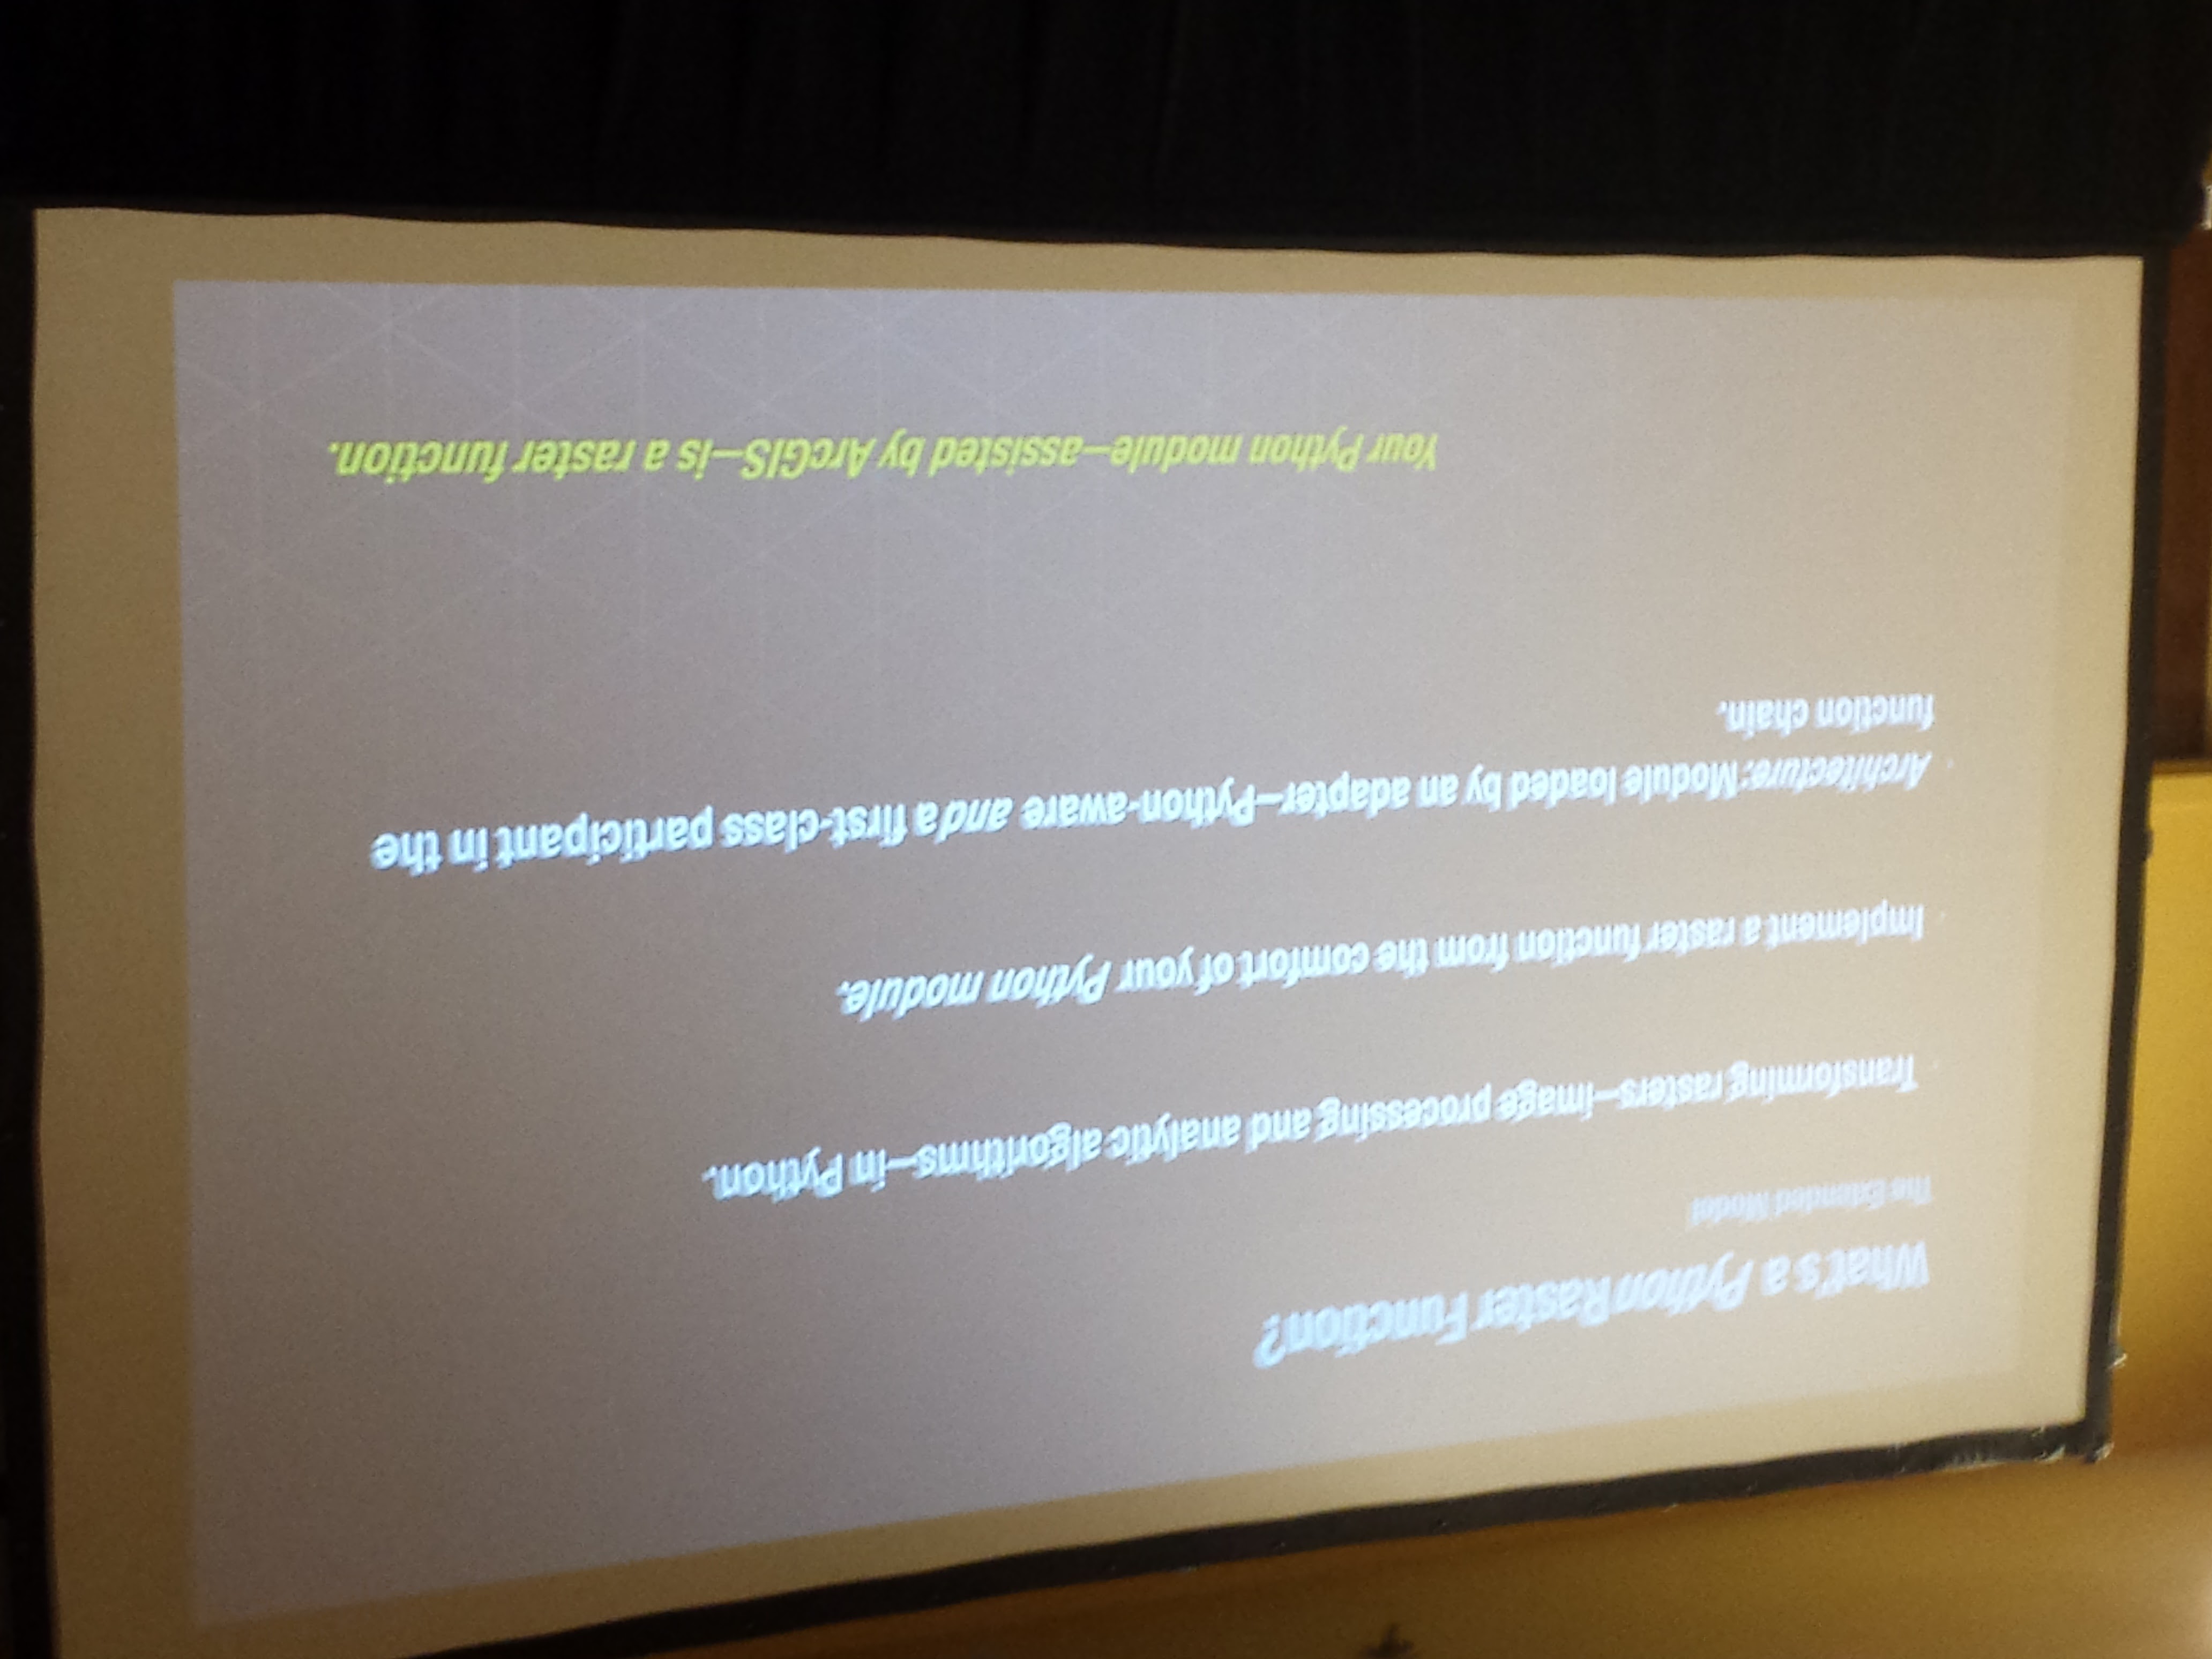 What's a Python Raster Function?
The Extended Model
Transforming rasters—image processing and analytic algorithms—in Python.
Implement a raster function from the comfort of your Python module.
Architecture: Module loaded by an adapter—Python-aware and a first-class participant in the
function chain.
Your Python module—assisted by ArcGIS—is a raster function.